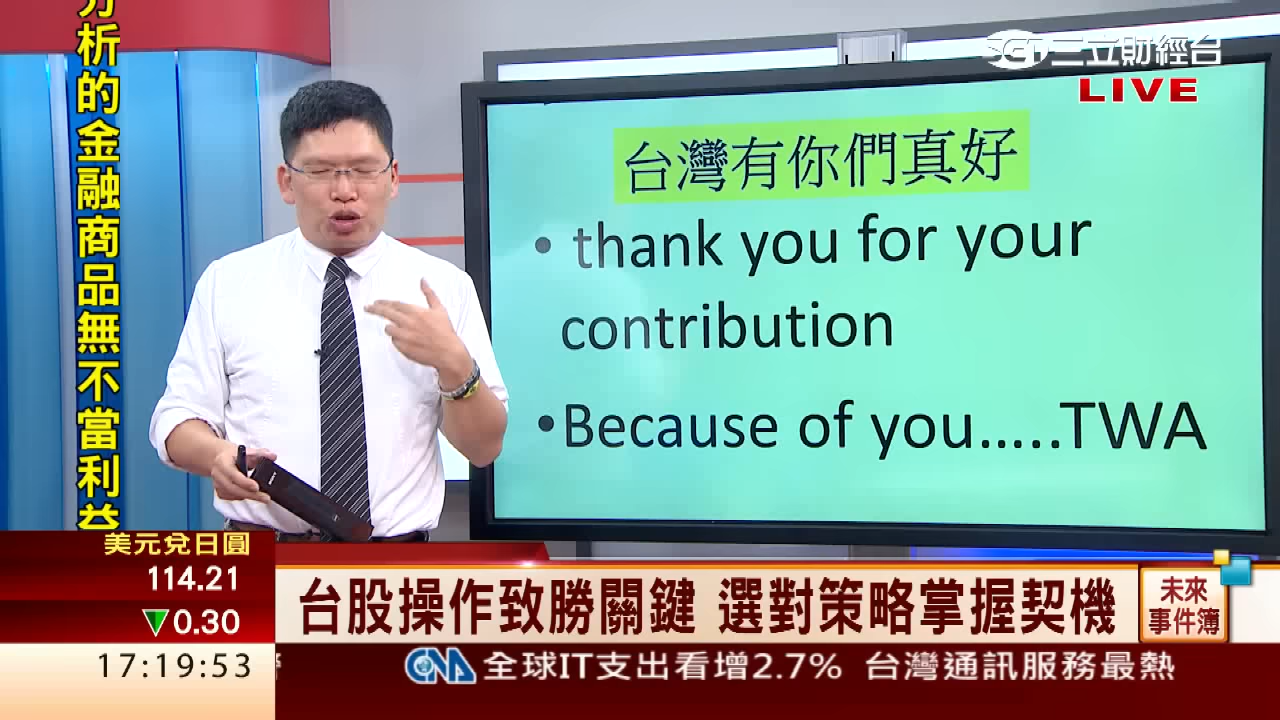 分析的金融商品無不當利益
三立財經台
LIVE
台灣有你們真好
• thank you for your
contribution
•Because of you.....TWA
美元兌日圓
114.21
▼0.30
17:19:53
台股操作致勝關鍵 選對策略掌握契機
未來
事件簿
CNA 全球IT支出看增2.7% 台灣通訊服務最熱